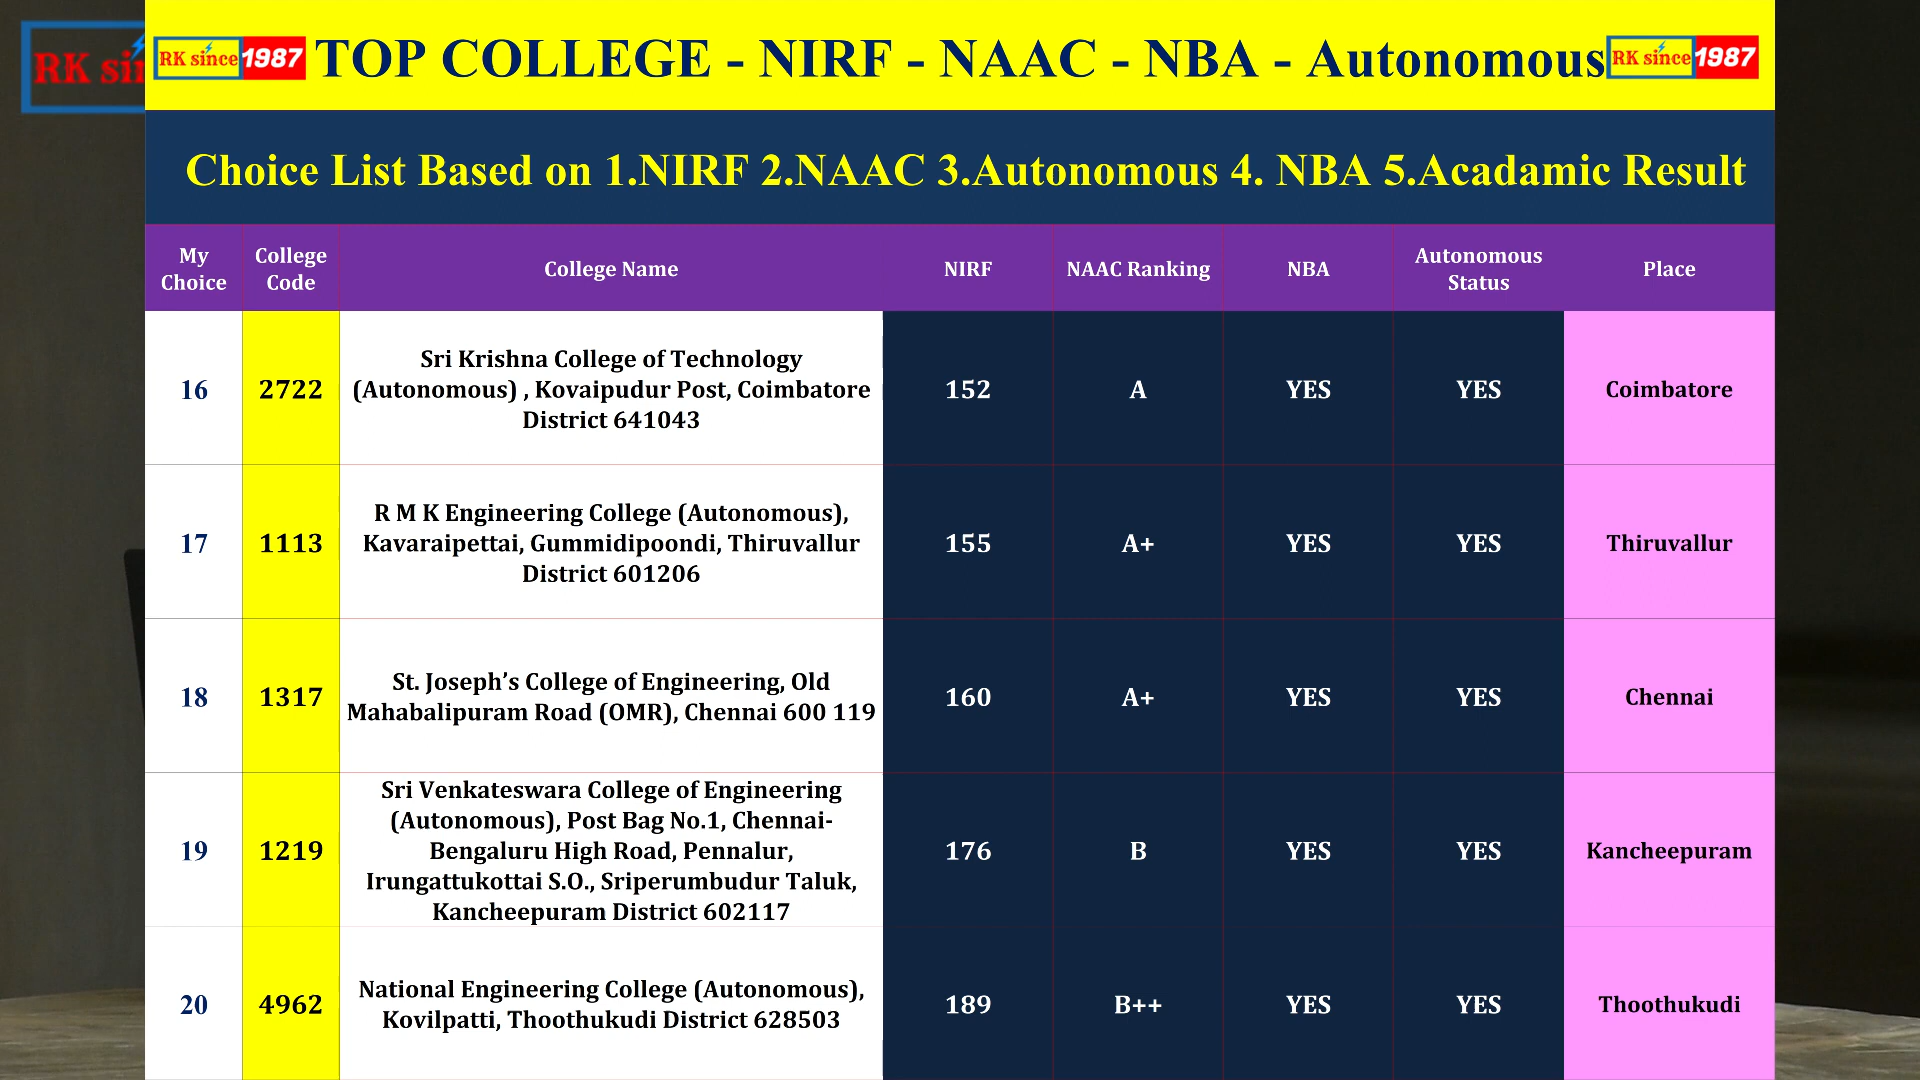 RK sin
RK since 1987 TOP COLLEGE - NIRF - NAAC - NBA - Autonomous RK since 1987
Choice List Based on 1.NIRF 2.NAAC 3.Autonomous 4. NBA 5.Acadamic Result
My Choice
College Code
College Name
NIRF
NAAC Ranking
NBA
Autonomous Status
Place
16
2722
Sri Krishna College of Technology
(Autonomous) , Kovaipudur Post, Coimbatore
District 641043
152
A
YES
YES
Coimbatore
17
1113
R M K Engineering College (Autonomous),
Kavaraipettai, Gummidipoondi, Thiruvallur
District 601206
155
A+
YES
YES
Thiruvallur
18
1317
St. Joseph’s College of Engineering, Old
Mahabalipuram Road (OMR), Chennai 600 119
160
A+
YES
YES
Chennai
19
1219
Sri Venkateswara College of Engineering
(Autonomous), Post Bag No.1, Chennai-
Bengaluru High Road, Pennalur,
Irungattukottai S.O., Sriperumbudur Taluk,
Kancheepuram District 602117
176
B
YES
YES
Kancheepuram
20
4962
National Engineering College (Autonomous),
Kovilpatti, Thoothukudi District 628503
189
B++
YES
YES
Thoothukudi